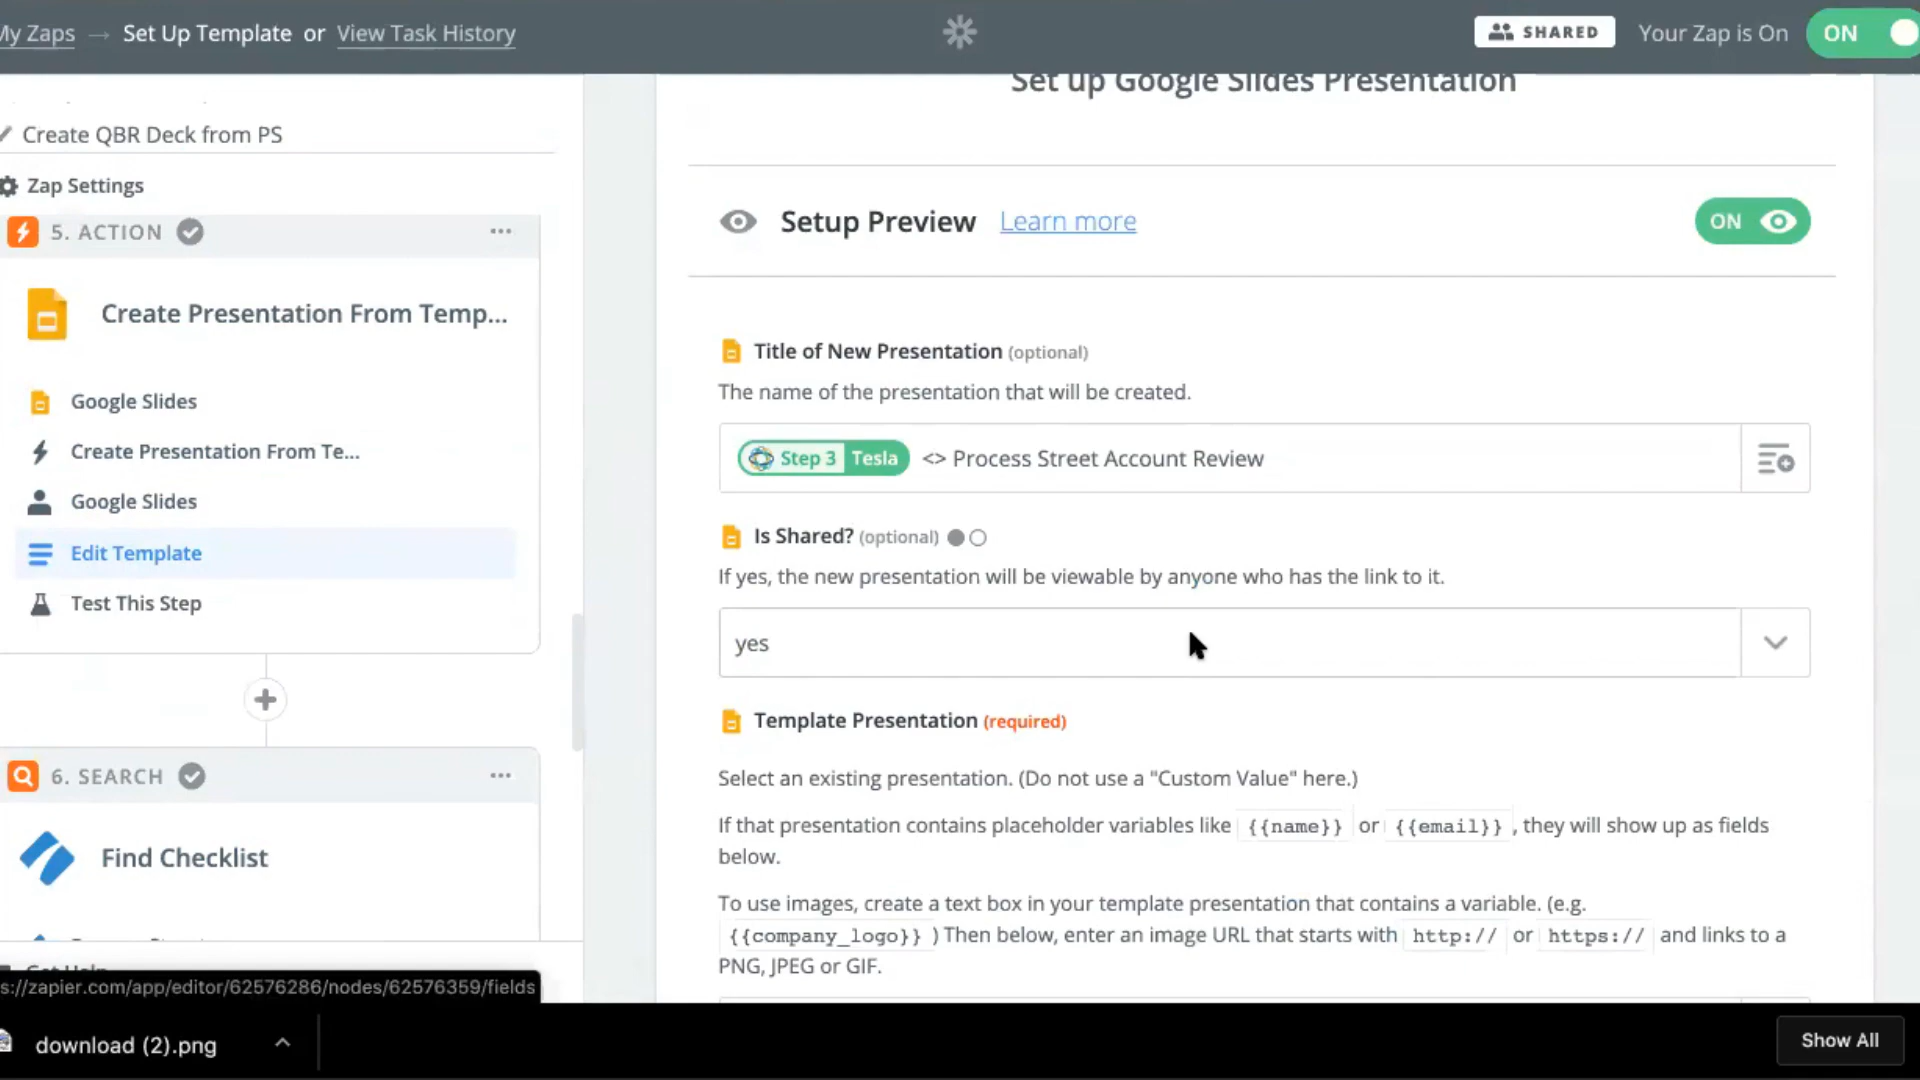 My Zaps → Set Up Template or View Task History
SHARED
Your Zap is On
ON
Create QBR Deck from PS
Zap Settings
5. ACTION
Create Presentation From Temp...
Google Slides
Create Presentation From Te...
Google Slides
Edit Template
Test This Step
6. SEARCH
Find Checklist
Get Help
s://zapier.com/app/editor/62576286/nodes/62576359/fields
Set up Google Slides Presentation
Setup Preview Learn more
ON
Title of New Presentation (optional)
The name of the presentation that will be created.
Step 3 Tesla <> Process Street Account Review
Is Shared? (optional)
If yes, the new presentation will be viewable by anyone who has the link to it.
yes
Template Presentation (required)
Select an existing presentation. (Do not use a "Custom Value" here.)
If that presentation contains placeholder variables like {{name}} or {{email}} , they will show up as fields
below.
To use images, create a text box in your template presentation that contains a variable. (e.g.
{{company_logo}} ) Then below, enter an image URL that starts with http:// or https:// and links to a
PNG, JPEG or GIF.
download (2).png
Show All